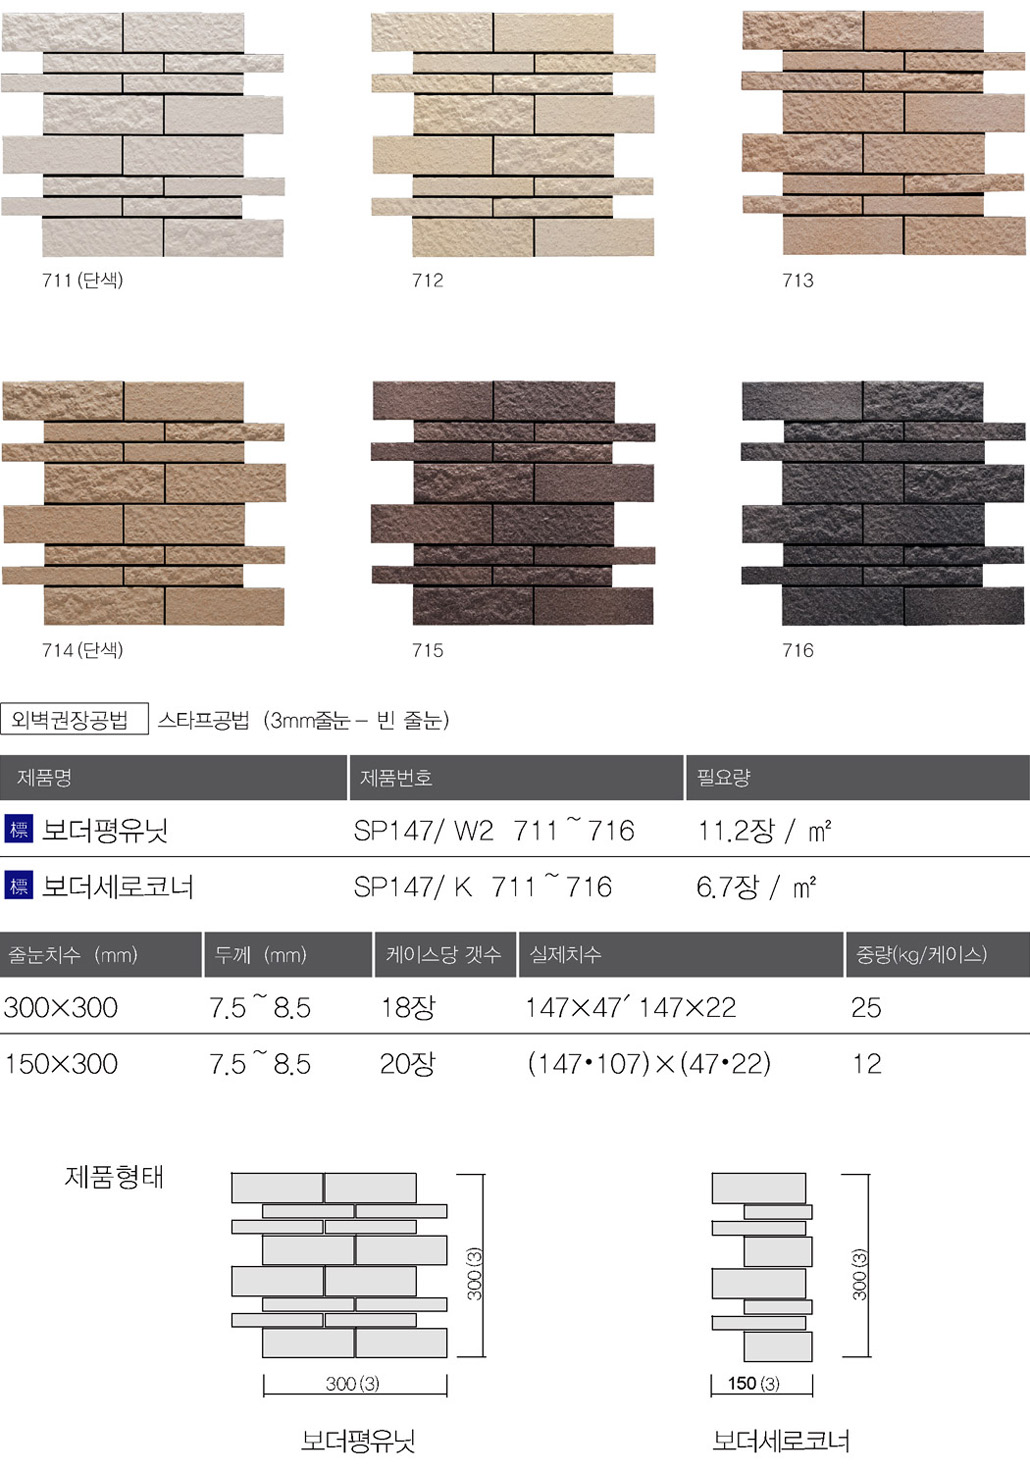 711 (단색)
712
713
714 (단색)
715
716
외벽권장공법 스타프공법 (3mm줄눈 – 빈 줄눈)
제품명 제품번호 필요량
標 보더평유닛 SP147/ W2 711 ~ 716 11.2장 / ㎡
標 보더세로코너 SP147/ K 711 ~ 716 6.7장 / ㎡
줄눈치수 (mm) 두께 (mm) 케이스당 갯수 실제치수 중량(kg/케이스)
300×300 7.5 ~ 8.5 18장 147×47′ 147×22 25
150×300 7.5 ~ 8.5 20장 (147•107)×(47•22) 12
제품형태
300 (3)
300 (3)
300 (3)
150 (3)
보더평유닛
보더세로코너